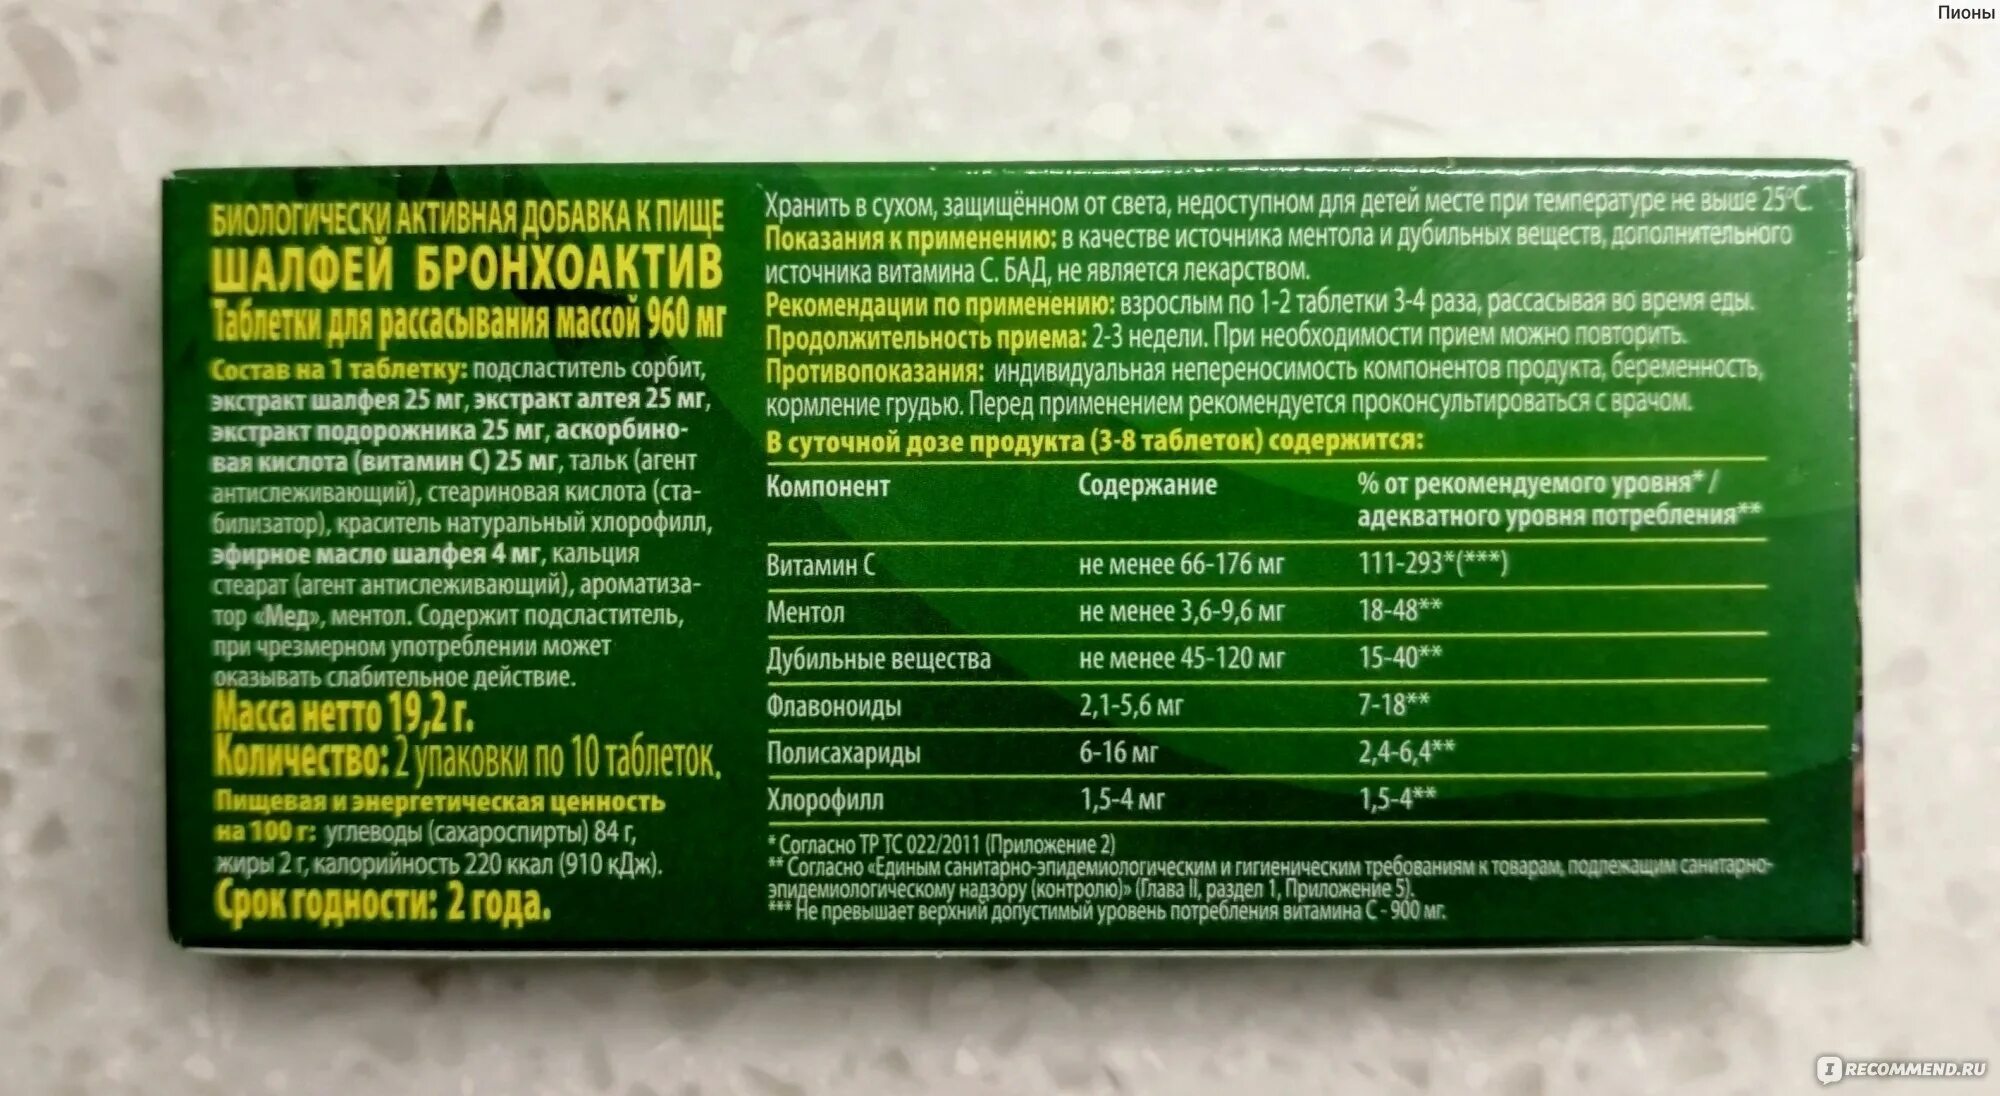 Пионы
БИОЛОГИЧЕСКИ АКТИВНАЯ ДОБАВКА К ПИЩЕ
ШАЛФЕЙ БРОНХОАКТИВ
Таблетки для рассасывания массой 960 мг
Состав на 1 таблетку: подсластитель сорбит,
экстракт шалфея 25 мг, экстракт алтея 25 мг,
экстракт подорожника 25 мг, аскорбино-
вая кислота (витамин С) 25 мг, тальк (агент
антислеживающий), стеариновая кислота (ста-
билизатор), краситель натуральный хлорофилл,
эфирное масло шалфея 4 мг, кальция
стеарат (агент антислеживающий), ароматиза-
тор «Мед», ментол. Содержит подсластитель,
при чрезмерном употреблении может
оказывать слабительное действие.
Масса нетто 19,2 г.
Количество: 2 упаковки по 10 таблеток.
Пищевая и энергетическая ценность
на 100 г: углеводы (сахароспирты) 84 г,
жиры 2 г, калорийность 220 ккал (910 кДж).
Срок годности: 2 года.
Хранить в сухом, защищённом от света, недоступном для детей месте при температуре не выше 25°С.
Показания к применению: в качестве источника ментола и дубильных веществ, дополнительного
источника витамина С. БАД, не является лекарством.
Рекомендации по применению: взрослым по 1-2 таблетки 3-4 раза, рассасывая во время еды.
Продолжительность приема: 2-3 недели. При необходимости прием можно повторить.
Противопоказания: индивидуальная непереносимость компонентов продукта, беременность,
кормление грудью. Перед применением рекомендуется проконсультироваться с врачом.
В суточной дозе продукта (3-8 таблеток) содержится:
Компонент Содержание % от рекомендуемого уровня* /
адекватного уровня потребления**
Витамин С не менее 66-176 мг 111-293*(***)
Ментол не менее 3,6-9,6 мг 18-48**
Дубильные вещества не менее 45-120 мг 15-40**
Флавоноиды 2,1-5,6 мг 7-18**
Полисахариды 6-16 мг 2,4-6,4**
Хлорофилл 1,5-4 мг 1,5-4**
* Согласно ТР ТС 022/2011 (Приложение 2)
** Согласно «Единым санитарно-эпидемиологическим и гигиеническим требованиям к товарам, подлежащим санитарно-
эпидемиологическому надзору (контролю)» (Глава II, раздел 1, Приложение 5).
*** Не превышает верхний допустимый уровень потребления витамина С - 900 мг.
IRECOMMEND.RU